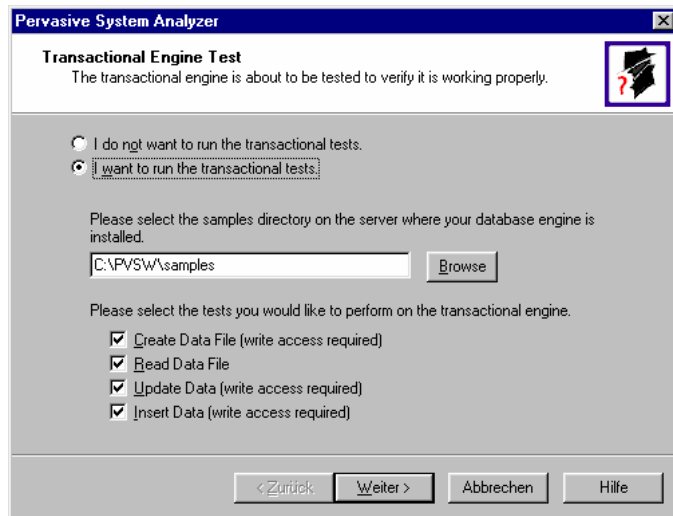 Pervasive System Analyzer
Transactional Engine Test
The transactional engine is about to be tested to verify it is working properly.
?
I do not want to run the transactional tests.
I want to run the transactional tests.
Please select the samples directory on the server where your database engine is
installed.
C:\PVSW\samples
Browse
Please select the tests you would like to perform on the transactional engine.
Create Data File (write access required)
Read Data File
Update Data (write access required)
Insert Data (write access required)
< Zurück
Weiter >
Abbrechen
Hilfe